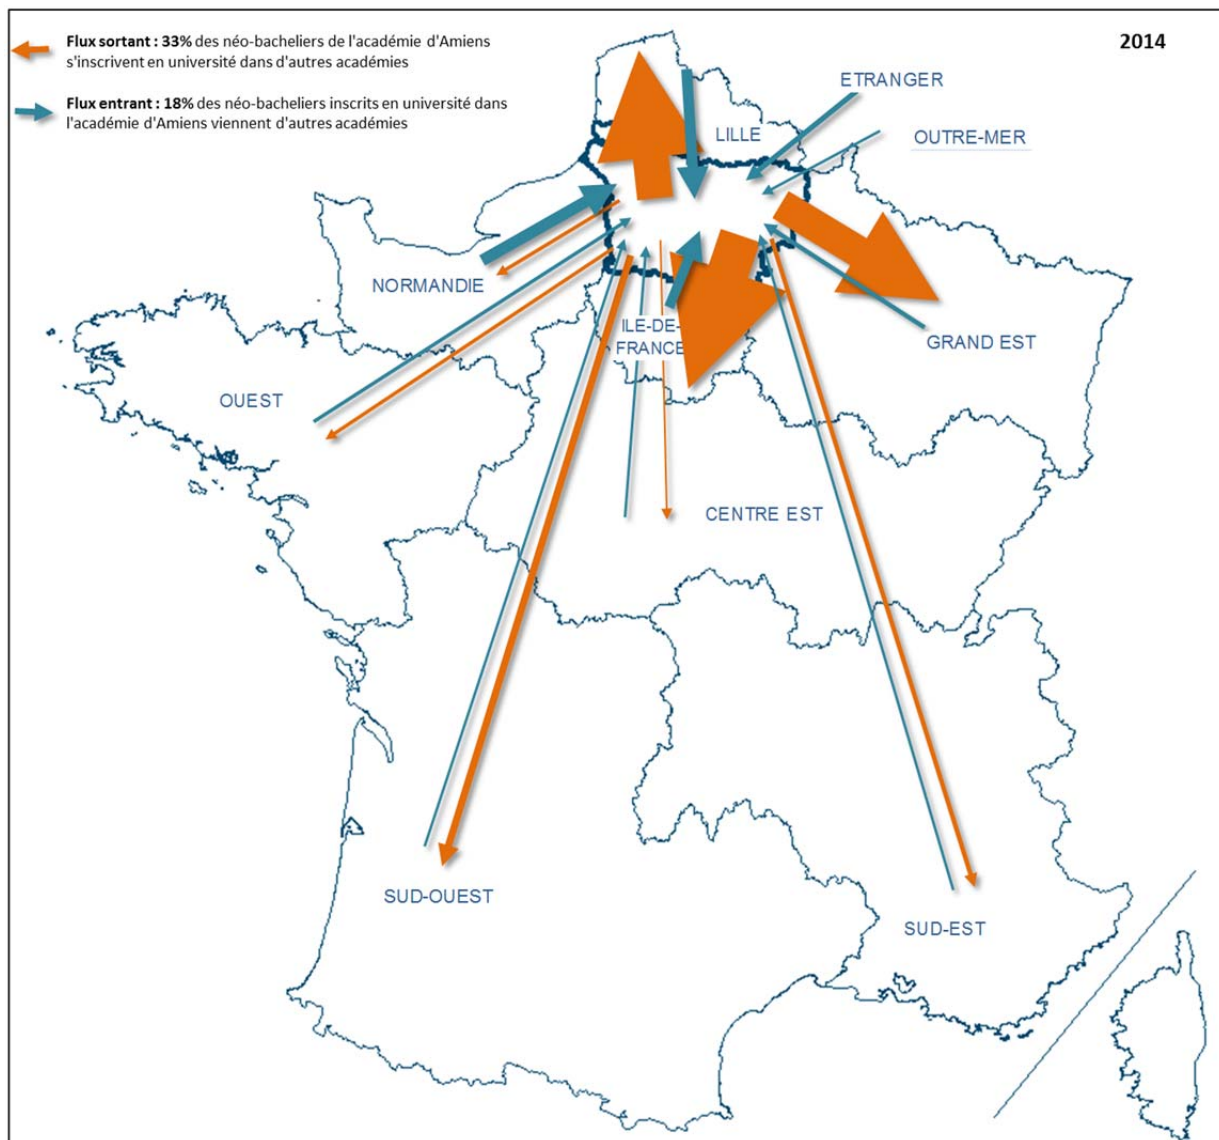 Flux sortant : 33% des néo-bacheliers de l'académie d'Amiens
s'inscrivent en université dans d'autres académies
2014
Flux entrant : 18% des néo-bacheliers inscrits en université dans
l'académie d'Amiens viennent d'autres académies
ETRANGER
LILLE
OUTRE-MER
NORMANDIE
ILE-DE-
FRANCE
GRAND EST
OUEST
CENTRE EST
SUD-OUEST
SUD-EST